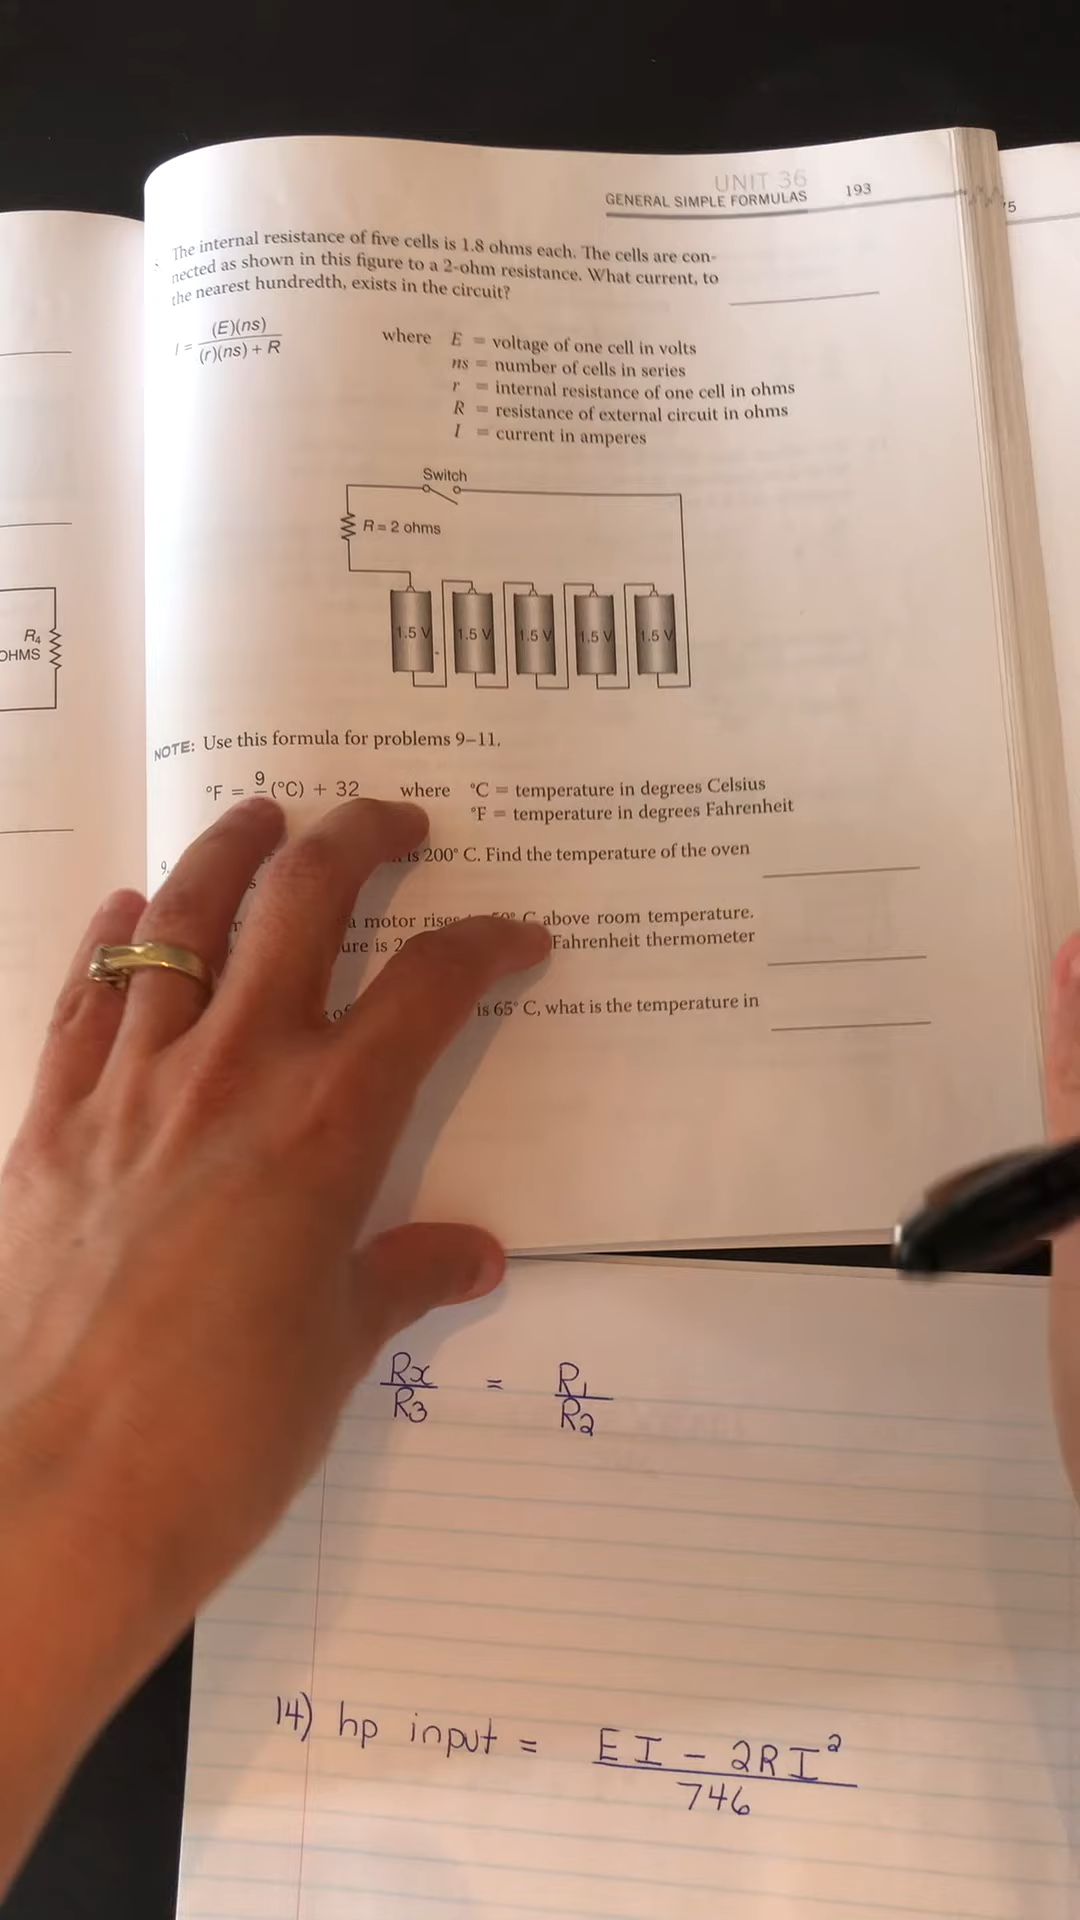 UNIT 36
GENERAL SIMPLE FORMULAS 193
75
The internal resistance of five cells is 1.8 ohms each. The cells are con-
nected as shown in this figure to a 2-ohm resistance. What current, to
the nearest hundredth, exists in the circuit?
I = (E)(ns) / (r)(ns) + R
where E = voltage of one cell in volts
ns = number of cells in series
r = internal resistance of one cell in ohms
R = resistance of external circuit in ohms
I = current in amperes
Switch
R = 2 ohms
1.5 V 1.5 V 1.5 V 1.5 V 1.5 V
R4
OHMS
NOTE: Use this formula for problems 9–11.
°F = 9 (°C) + 32 where °C = temperature in degrees Celsius
°F = temperature in degrees Fahrenheit
9. is 200° C. Find the temperature of the oven
a motor rises C above room temperature.
is Fahrenheit thermometer
is 65° C, what is the temperature in
Rx / R3 = R1 / R2
14) hp input = EI - 2RI² / 746